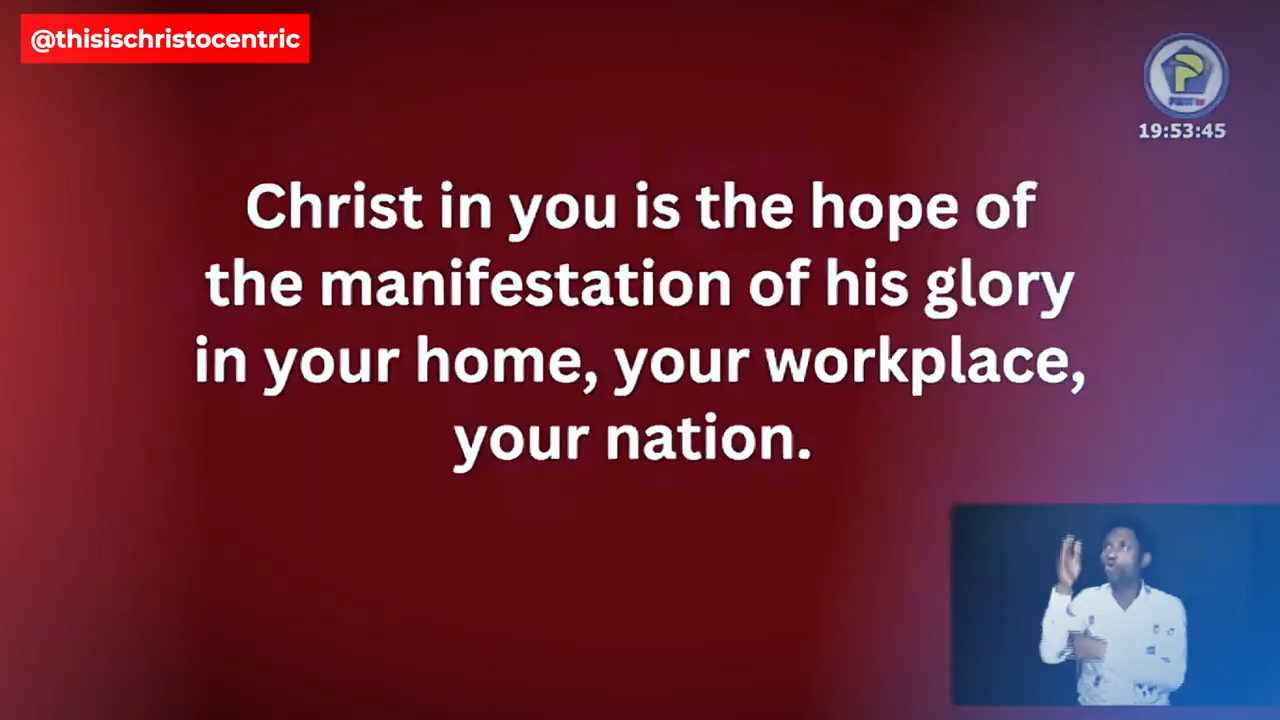 @thisischristocentric
19:53:45
Christ in you is the hope of
the manifestation of his glory
in your home, your workplace,
your nation.